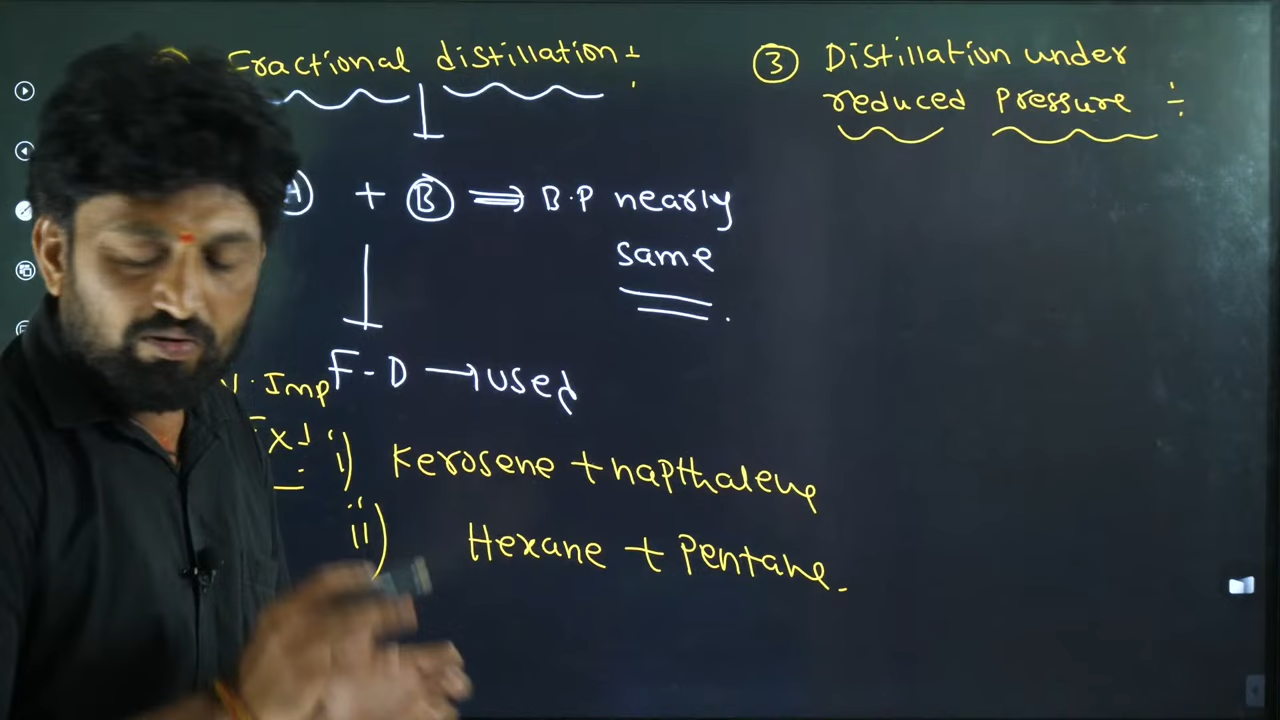 Fractional distillation :
A + B ⇒ B.P nearly
same
F-D → used
V. Imp
Ex:
i) Kerosene + napthalene
ii) Hexane + Pentane.
③ Distillation under
reduced Pressure ÷